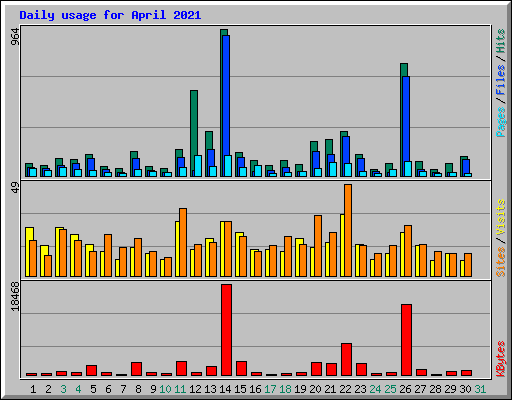 Daily usage for April 2021
964
Pages / Files / Hits
49
Sites / Visits
18468
KBytes
1 2 3 4 5 6 7 8 9 10 11 12 13 14 15 16 17 18 19 20 21 22 23 24 25 26 27 28 29 30 31